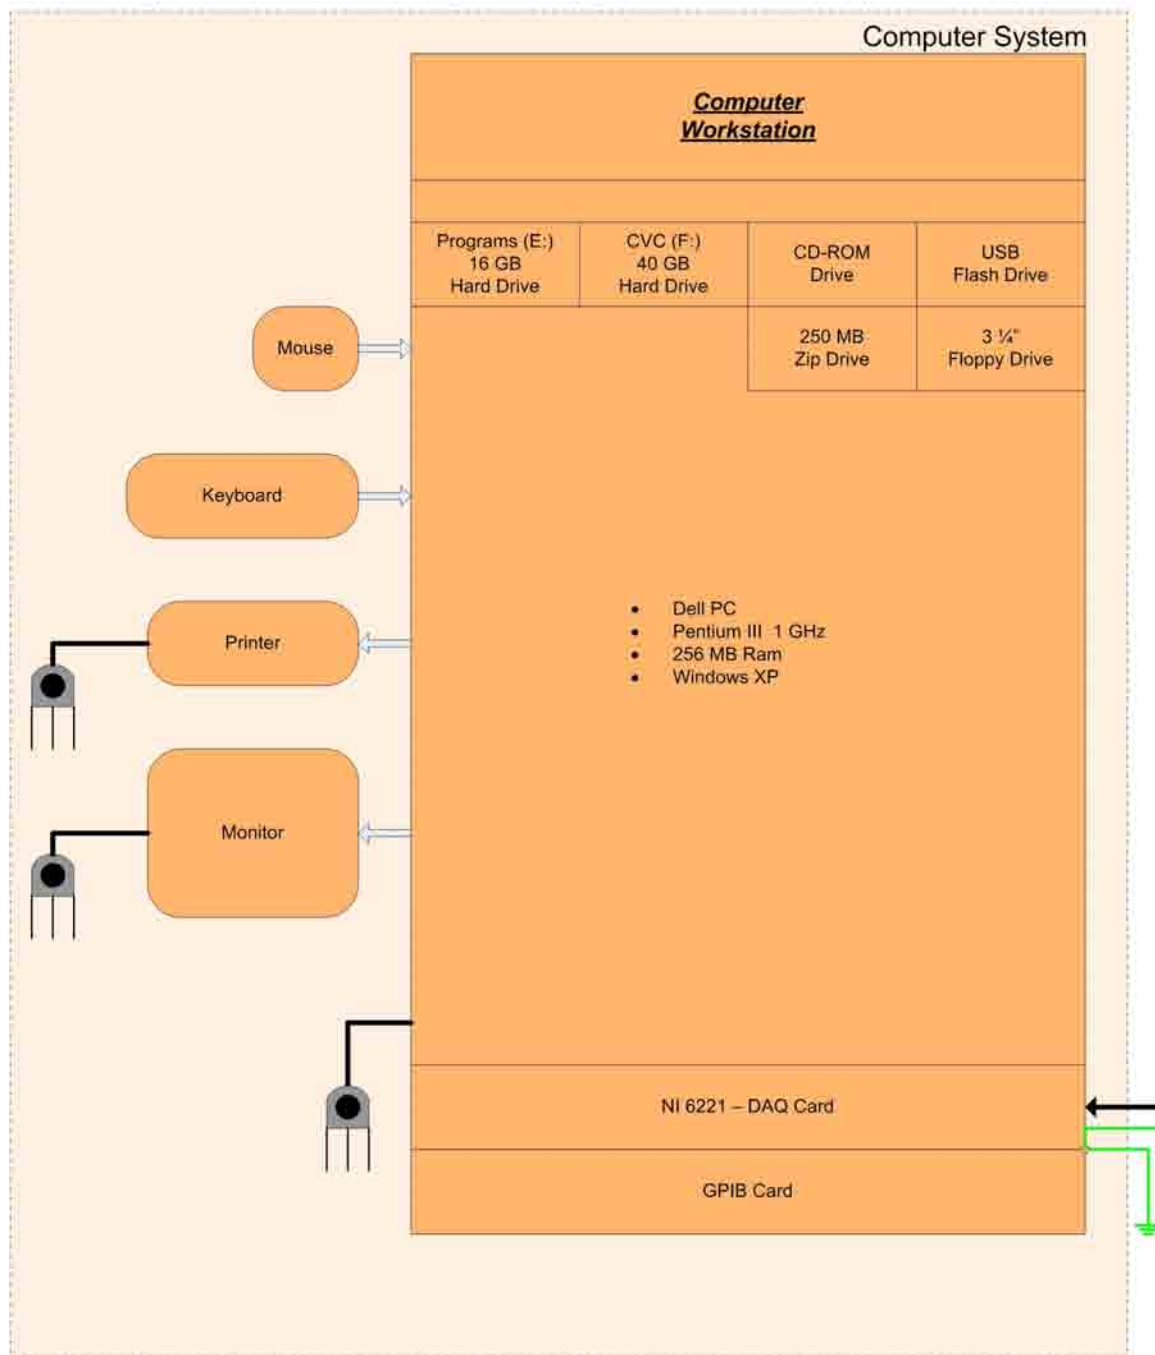 Computer System
Computer
Workstation
Programs (E:)
16 GB
Hard Drive
CVC (F:)
40 GB
Hard Drive
CD-ROM
Drive
USB
Flash Drive
250 MB
Zip Drive
3 ¼"
Floppy Drive
Mouse
Keyboard
Printer
Monitor
• Dell PC
• Pentium III 1 GHz
• 256 MB Ram
• Windows XP
NI 6221 – DAQ Card
GPIB Card